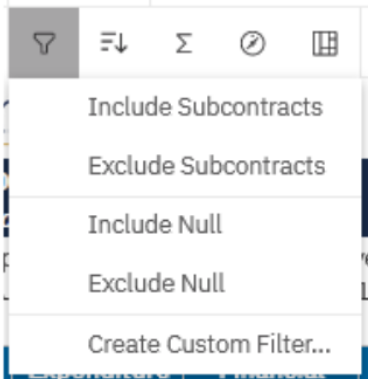 Include Subcontracts
Exclude Subcontracts
Include Null
Exclude Null
Create Custom Filter...